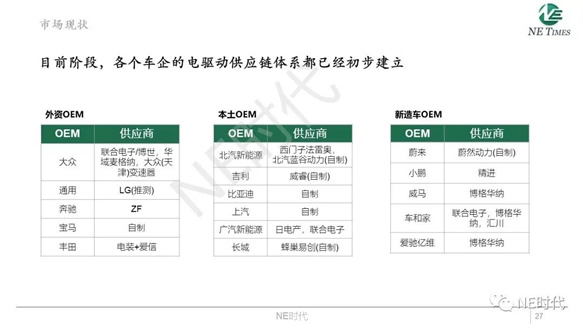 市场现状
NE TIMES
目前阶段，各个车企的电驱动供应链体系都已经初步建立
外资OEM
OEM 供应商
大众 联合电子/博世、华
域麦格纳、大众(天
津)变速器
通用 LG(推测)
奔驰 ZF
宝马 自制
丰田 电装+爱信
本土OEM
OEM 供应商
北汽新能源 西门子法雷奥、
北汽蓝谷动力(自制)
吉利 威睿(自制)
比亚迪 自制
上汽 自制
广汽新能源 日电产、联合电子
长城 蜂巢易创(自制)
新造车OEM
OEM 供应商
蔚来 蔚然动力(自制)
小鹏 精进
威马 博格华纳
车和家 联合电子，博格华
纳，汇川
爱驰亿维 博格华纳
NE时代
NE时代
NE时代
27